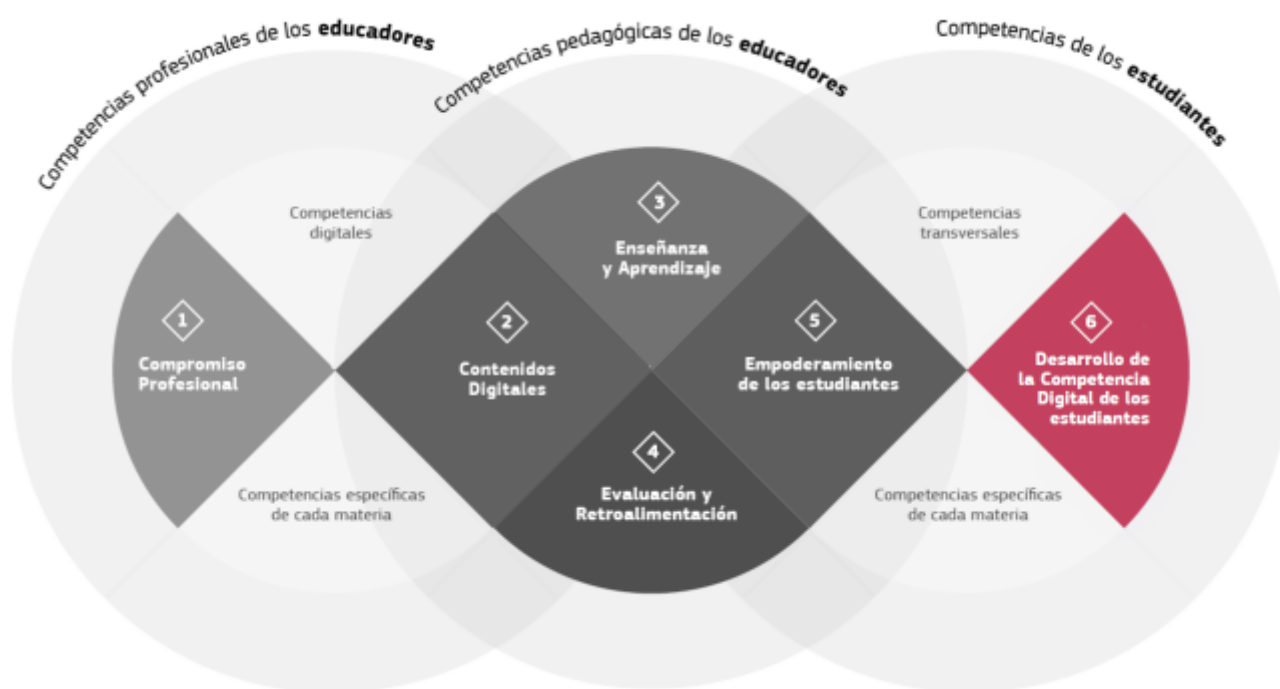 Competencias profesionales de los educadores
Competencias pedagógicas de los educadores
Competencias de los estudiantes
Competencias
digitales
Competencias
transversales
3
Enseñanza
y Aprendizaje
1
Compromiso
Profesional
2
Contenidos
Digitales
5
Empoderamiento
de los estudiantes
6
Desarrollo de
la Competencia
Digital de los
estudiantes
4
Evaluación y
Retroalimentación
Competencias específicas
de cada materia
Competencias específicas
de cada materia